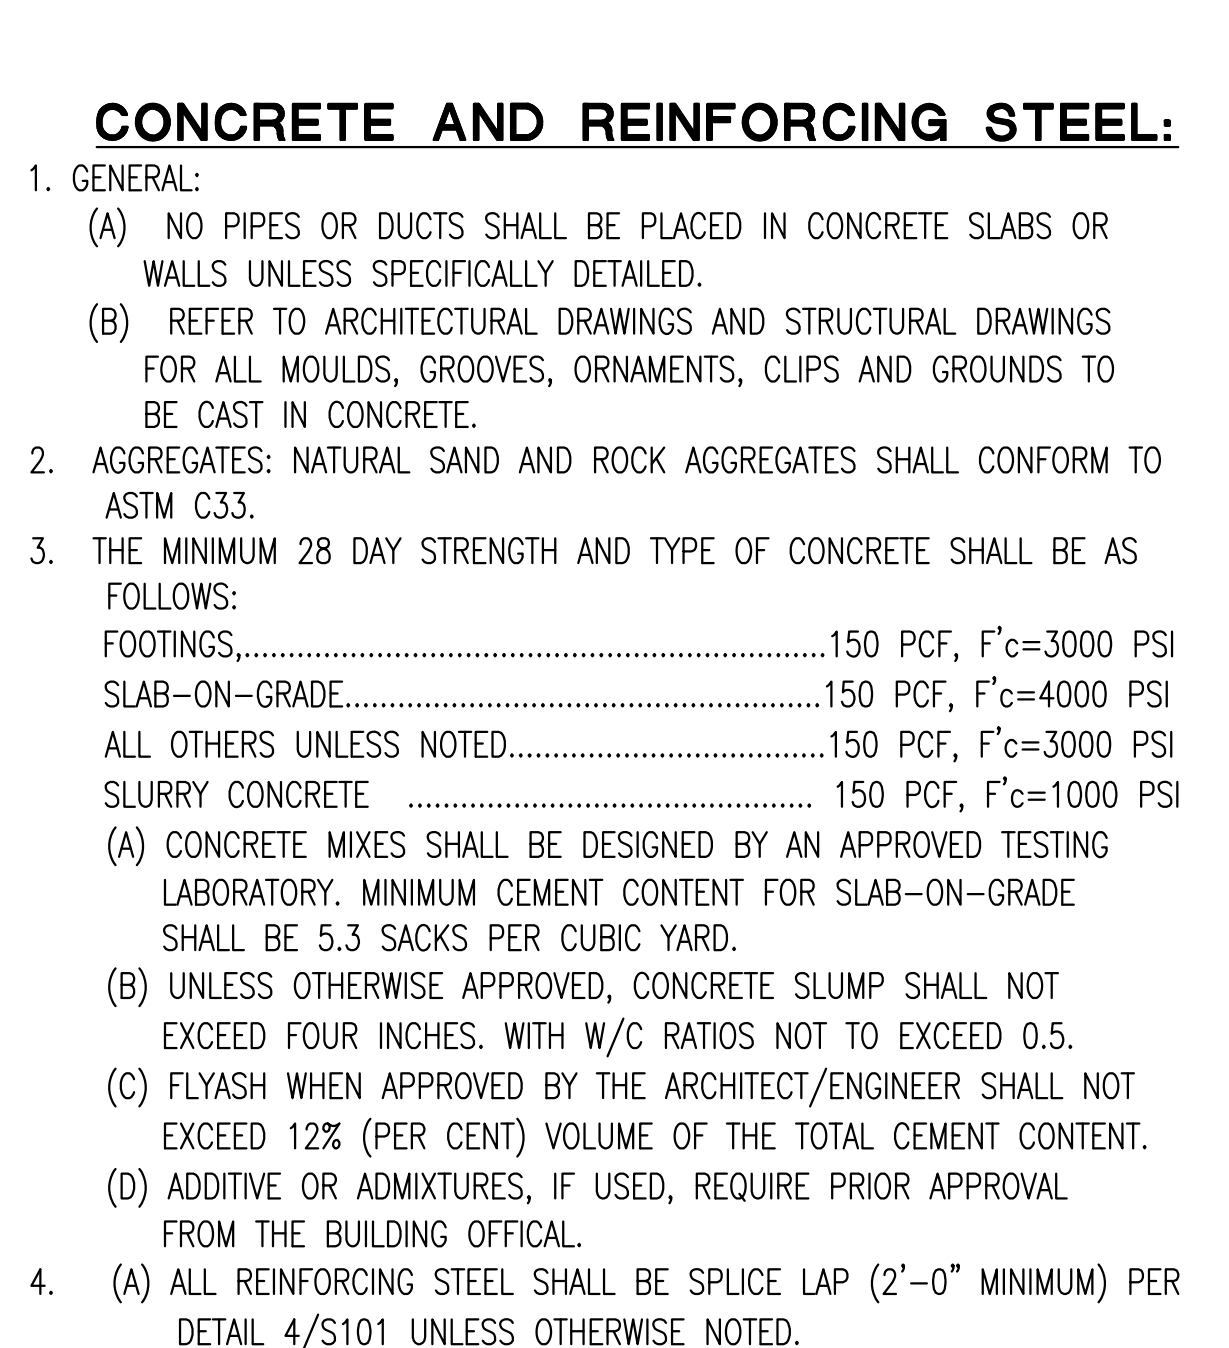 CONCRETE AND REINFORCING STEEL:
1. GENERAL:
(A) NO PIPES OR DUCTS SHALL BE PLACED IN CONCRETE SLABS OR
WALLS UNLESS SPECIFICALLY DETAILED.
(B) REFER TO ARCHITECTURAL DRAWINGS AND STRUCTURAL DRAWINGS
FOR ALL MOULDS, GROOVES, ORNAMENTS, CLIPS AND GROUNDS TO
BE CAST IN CONCRETE.
2. AGGREGATES: NATURAL SAND AND ROCK AGGREGATES SHALL CONFORM TO
ASTM C33.
3. THE MINIMUM 28 DAY STRENGTH AND TYPE OF CONCRETE SHALL BE AS
FOLLOWS:
FOOTINGS,..................................................................150 PCF, F'c=3000 PSI
SLAB-ON-GRADE......................................................150 PCF, F'c=4000 PSI
ALL OTHERS UNLESS NOTED....................................150 PCF, F'c=3000 PSI
SLURRY CONCRETE .............................................. 150 PCF, F'c=1000 PSI
(A) CONCRETE MIXES SHALL BE DESIGNED BY AN APPROVED TESTING
LABORATORY. MINIMUM CEMENT CONTENT FOR SLAB-ON-GRADE
SHALL BE 5.3 SACKS PER CUBIC YARD.
(B) UNLESS OTHERWISE APPROVED, CONCRETE SLUMP SHALL NOT
EXCEED FOUR INCHES. WITH W/C RATIOS NOT TO EXCEED 0.5.
(C) FLYASH WHEN APPROVED BY THE ARCHITECT/ENGINEER SHALL NOT
EXCEED 12% (PER CENT) VOLUME OF THE TOTAL CEMENT CONTENT.
(D) ADDITIVE OR ADMIXTURES, IF USED, REQUIRE PRIOR APPROVAL
FROM THE BUILDING OFFICAL.
4. (A) ALL REINFORCING STEEL SHALL BE SPLICE LAP (2'-0" MINIMUM) PER
DETAIL 4/S101 UNLESS OTHERWISE NOTED.